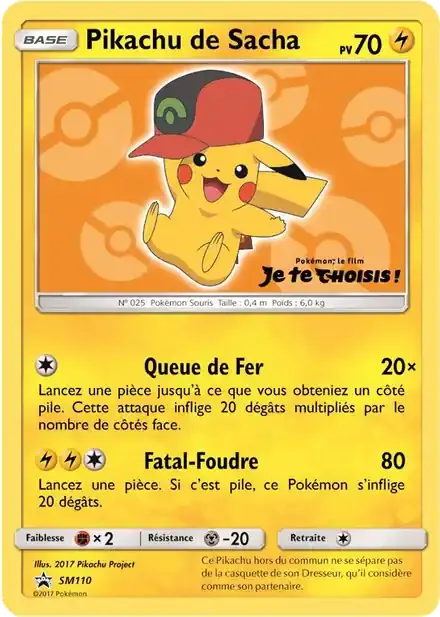 BASE Pikachu de Sacha PV70
Pokémon, le film
Je te CHOISIS !
N° 025 Pokémon Souris Taille : 0,4 m Poids : 6,0 kg
Queue de Fer 20×
Lancez une pièce jusqu'à ce que vous obteniez un côté
pile. Cette attaque inflige 20 dégâts multipliés par le
nombre de côtés face.
Fatal-Foudre 80
Lancez une pièce. Si c'est pile, ce Pokémon s'inflige
20 dégâts.
Faiblesse ×2 Résistance -20 Retraite
Illus. 2017 Pikachu Project
SM110
©2017 Pokémon
Ce Pikachu hors du commun ne se sépare pas
de la casquette de son Dresseur, qu'il considère
comme son partenaire.